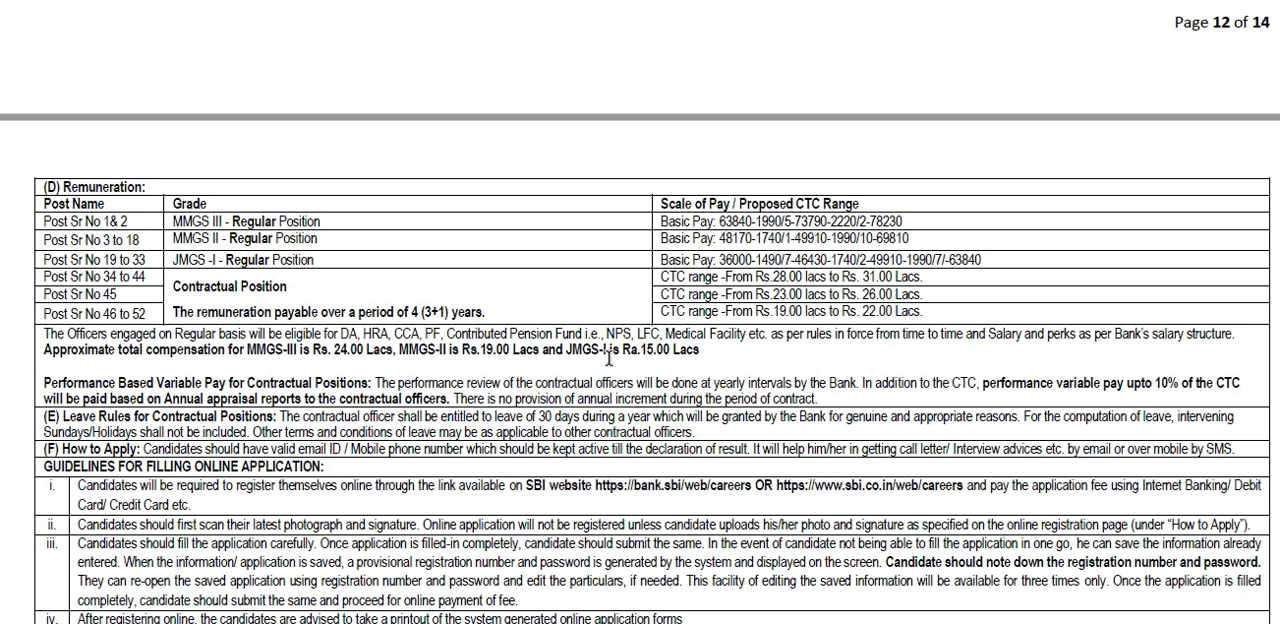 Page 12 of 14
(D) Remuneration:
Post Name Grade Scale of Pay / Proposed CTC Range
Post Sr No 1& 2 MMGS III - Regular Position Basic Pay: 63840-1990/5-73790-2220/2-78230
Post Sr No 3 to 18 MMGS II - Regular Position Basic Pay: 48170-1740/1-49910-1990/10-69810
Post Sr No 19 to 33 JMGS -I - Regular Position Basic Pay: 36000-1490/7-46430-1740/2-49910-1990/7/-63840
Post Sr No 34 to 44 Contractual Position CTC range -From Rs.28.00 lacs to Rs. 31.00 Lacs.
Post Sr No 45 CTC range -From Rs.23.00 lacs to Rs. 26.00 Lacs.
Post Sr No 46 to 52 The remuneration payable over a period of 4 (3+1) years. CTC range -From Rs.19.00 lacs to Rs. 22.00 Lacs.
The Officers engaged on Regular basis will be eligible for DA, HRA, CCA, PF, Contributed Pension Fund i.e., NPS, LFC, Medical Facility etc. as per rules in force from time to time and Salary and perks as per Bank's salary structure.
Approximate total compensation for MMGS-III is Rs. 24.00 Lacs, MMGS-II is Rs.19.00 Lacs and JMGS-I is Ra.15.00 Lacs
Performance Based Variable Pay for Contractual Positions: The performance review of the contractual officers will be done at yearly intervals by the Bank. In addition to the CTC, performance variable pay upto 10% of the CTC
will be paid based on Annual appraisal reports to the contractual officers. There is no provision of annual increment during the period of contract.
(E) Leave Rules for Contractual Positions: The contractual officer shall be entitled to leave of 30 days during a year which will be granted by the Bank for genuine and appropriate reasons. For the computation of leave, intervening
Sundays/Holidays shall not be included. Other terms and conditions of leave may be as applicable to other contractual officers.
(F) How to Apply: Candidates should have valid email ID / Mobile phone number which should be kept active till the declaration of result. It will help him/her in getting call letter/ Interview advices etc. by email or over mobile by SMS.
GUIDELINES FOR FILLING ONLINE APPLICATION:
i. Candidates will be required to register themselves online through the link available on SBI website https://bank.sbi/web/careers OR https://www.sbi.co.in/web/careers and pay the application fee using Internet Banking/ Debit
Card/ Credit Card etc.
ii. Candidates should first scan their latest photograph and signature. Online application will not be registered unless candidate uploads his/her photo and signature as specified on the online registration page (under "How to Apply").
iii. Candidates should fill the application carefully. Once application is filled-in completely, candidate should submit the same. In the event of candidate not being able to fill the application in one go, he can save the information already
entered. When the information/ application is saved, a provisional registration number and password is generated by the system and displayed on the screen. Candidate should note down the registration number and password.
They can re-open the saved application using registration number and password and edit the particulars, if needed. This facility of editing the saved information will be available for three times only. Once the application is filled
completely, candidate should submit the same and proceed for online payment of fee.
iv. After registering online, the candidates are advised to take a printout of the system generated online application forms